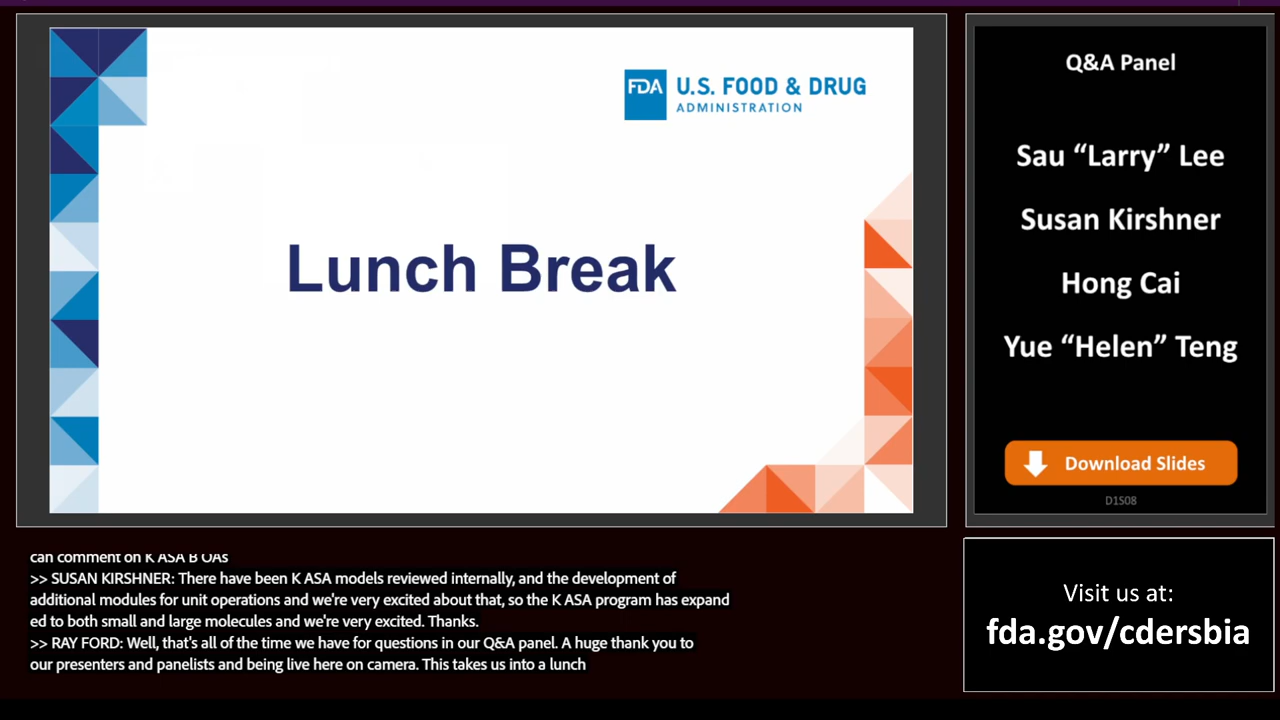 FDA U.S. FOOD & DRUG
ADMINISTRATION
Lunch Break
Q&A Panel
Sau “Larry” Lee
Susan Kirshner
Hong Cai
Yue “Helen” Teng
Download Slides
D1S08
can comment on K ASA B OAs
>> SUSAN KIRSHNER: There have been K ASA models reviewed internally, and the development of
additional modules for unit operations and we're very excited about that, so the K ASA program has expand
ed to both small and large molecules and we're very excited. Thanks.
>> RAY FORD: Well, that's all of the time we have for questions in our Q&A panel. A huge thank you to
our presenters and panelists and being live here on camera. This takes us into a lunch
Visit us at:
fda.gov/cdersbia